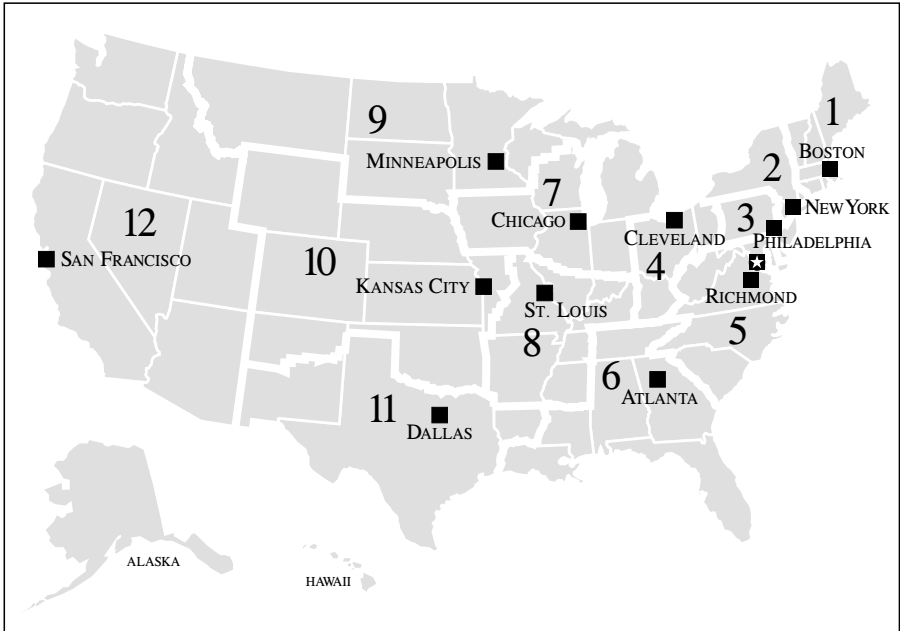 1
9
BOSTON
MINNEAPOLIS
2
7
NEW YORK
12
CHICAGO
3
CLEVELAND
PHILADELPHIA
SAN FRANCISCO
10
4
KANSAS CITY
RICHMOND
ST. LOUIS
5
8
6
ATLANTA
11
DALLAS
ALASKA
HAWAII